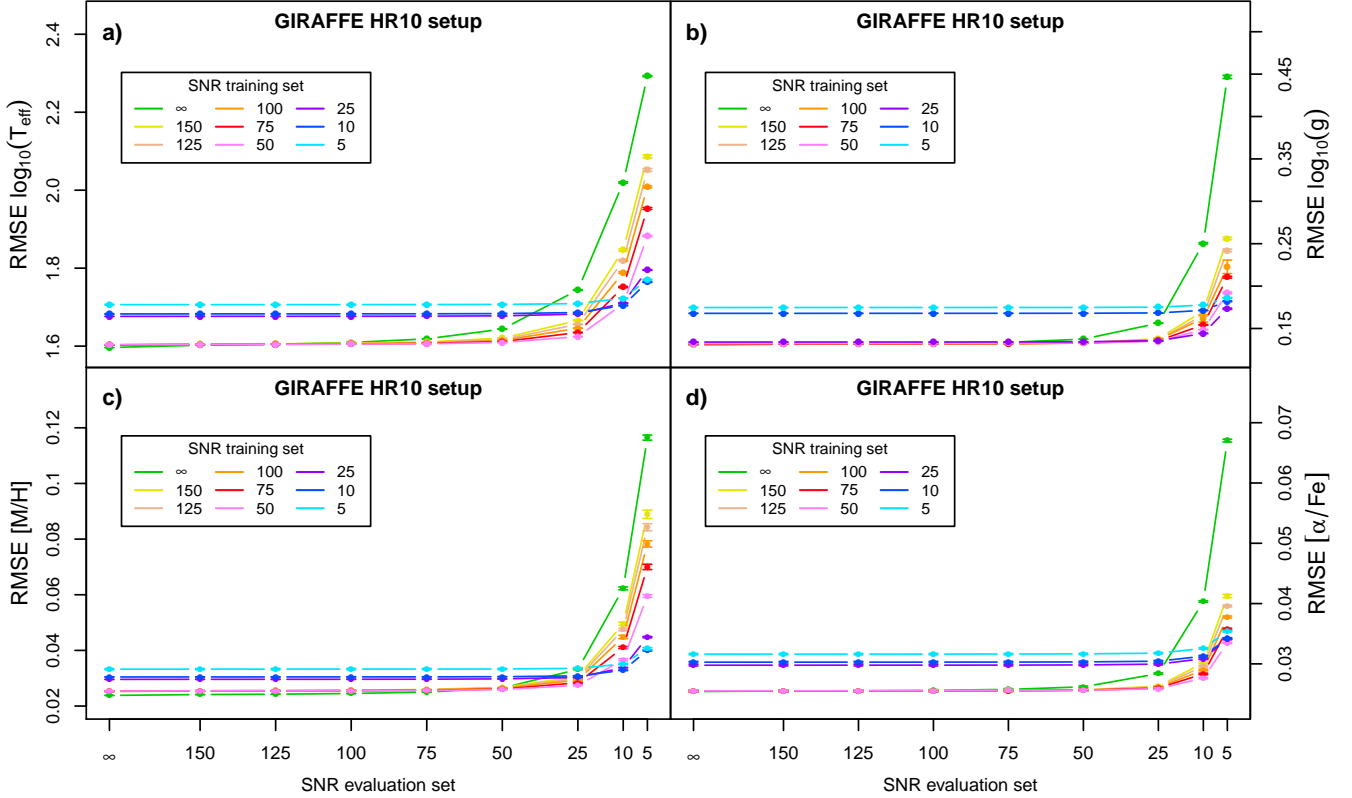 a)
GIRAFFE HR10 setup
RMSE log10(Teff)
2.4
2.2
2.0
1.8
1.6
SNR training set
∞ 100 25
150 75 10
125 50 5
b)
GIRAFFE HR10 setup
RMSE log10(g)
0.45
0.35
0.25
0.15
SNR training set
∞ 100 25
150 75 10
125 50 5
c)
GIRAFFE HR10 setup
RMSE [M/H]
0.12
0.1
0.08
0.06
0.04
0.02
SNR training set
∞ 100 25
150 75 10
125 50 5
∞ 150 125 100 75 50 25 10 5
SNR evaluation set
d)
GIRAFFE HR10 setup
RMSE [α/Fe]
0.07
0.06
0.05
0.04
0.03
SNR training set
∞ 100 25
150 75 10
125 50 5
∞ 150 125 100 75 50 25 10 5
SNR evaluation set